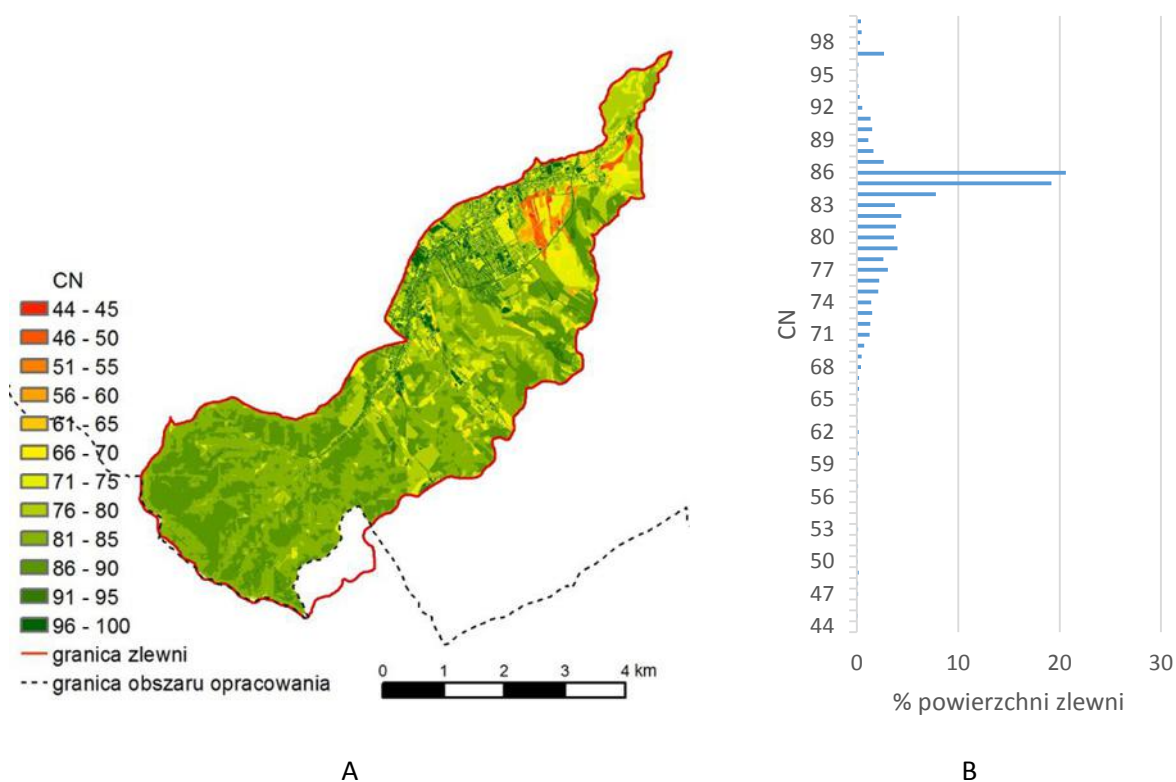 CN
44 - 45
46 - 50
51 - 55
56 - 60
61 - 65
66 - 70
71 - 75
76 - 80
81 - 85
86 - 90
91 - 95
96 - 100
granica zlewni
granica obszaru opracowania
0 1 2 3 4 km
A
CN
98
95
92
89
86
83
80
77
74
71
68
65
62
59
56
53
50
47
44
0 10 20 30
% powierzchni zlewni
B